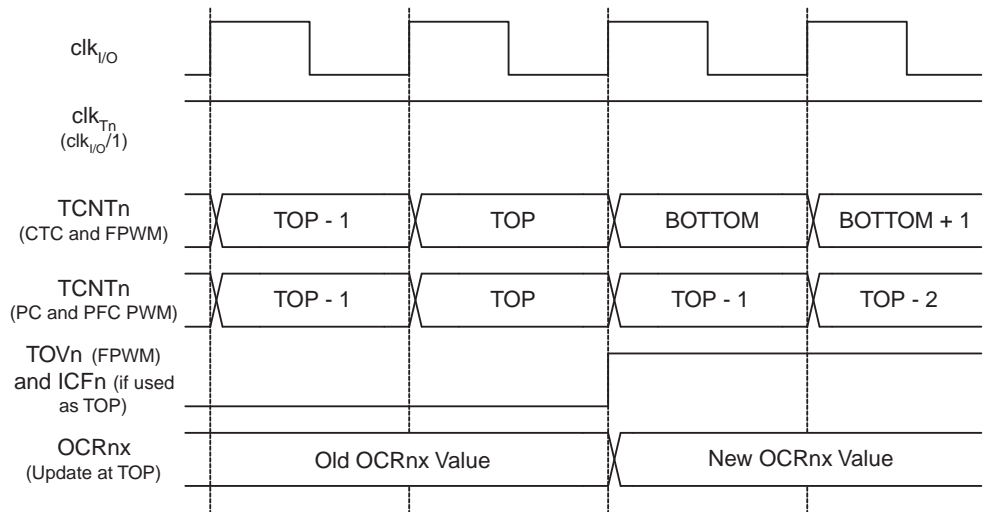 clkI/O
clkTn
(clkI/O/1)
TCNTn
(CTC and FPWM)
TOP - 1
TOP
BOTTOM
BOTTOM + 1
TCNTn
(PC and PFC PWM)
TOP - 1
TOP
TOP - 1
TOP - 2
TOVn (FPWM)
and ICFn (if used
as TOP)
OCRnx
(Update at TOP)
Old OCRnx Value
New OCRnx Value